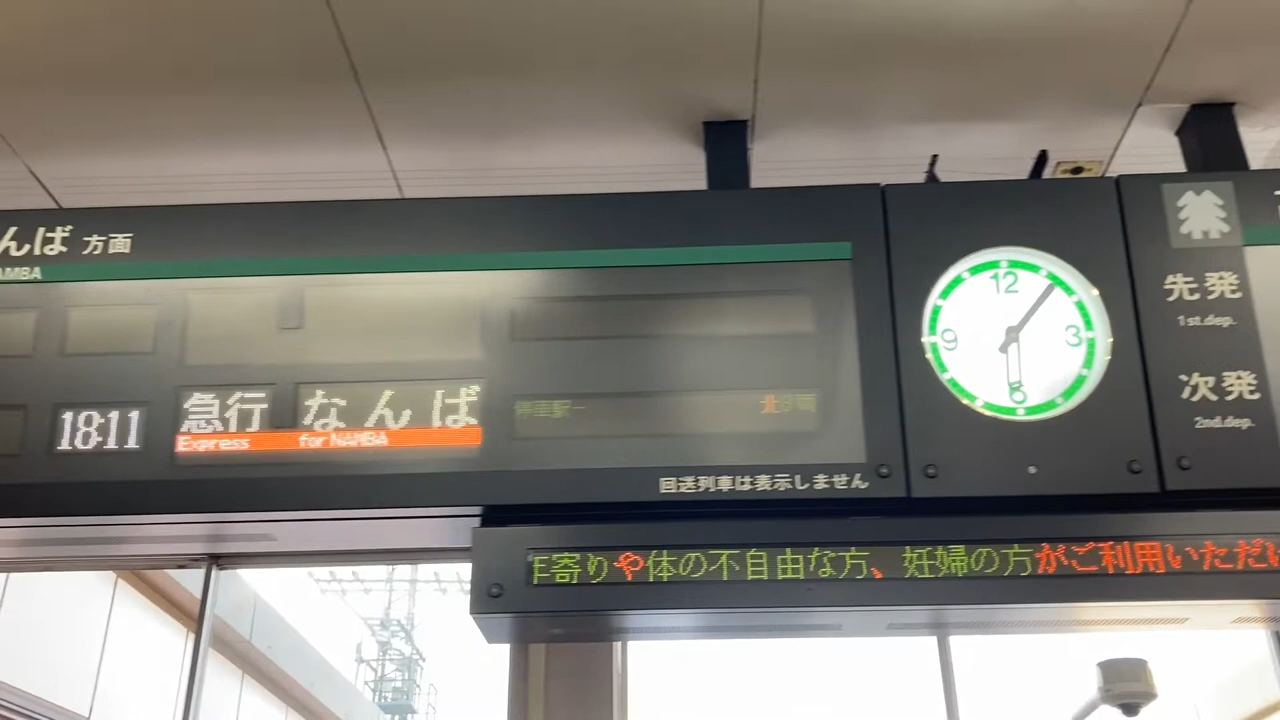 んば 方面
AMBA
18:11 急行 なんば
Express for NAMBA
回送列車は表示しません
12
3
6
9
先発
1st.dep.
次発
2nd.dep.
寄りや体の不自由な方、妊婦の方がご利用いただい